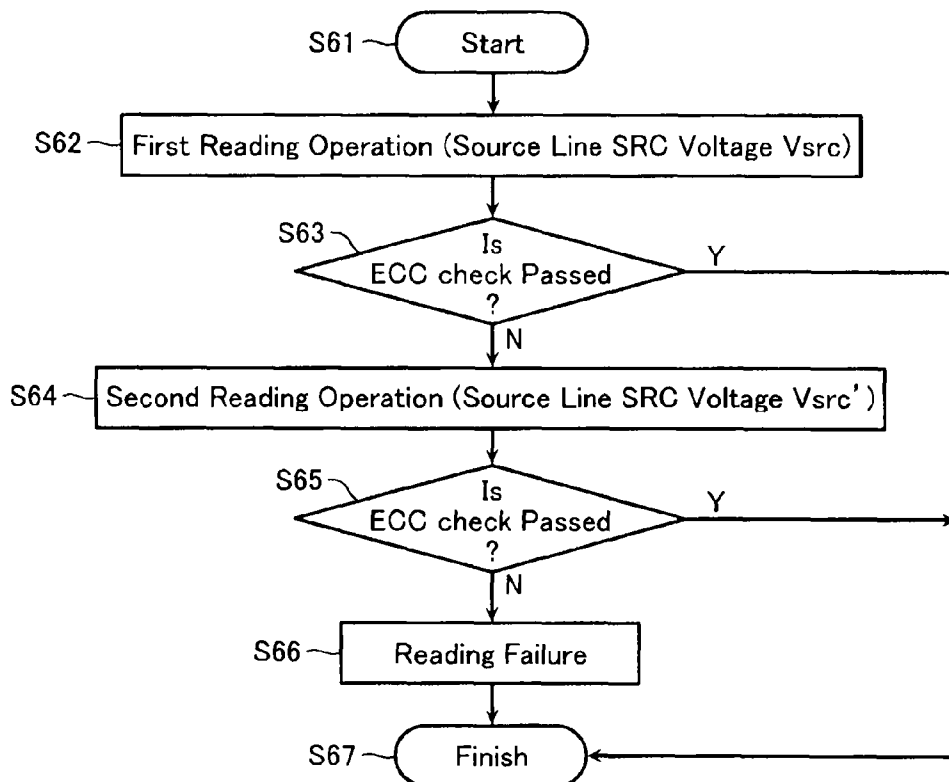 S61
Start
S62
First Reading Operation (Source Line SRC Voltage Vsrc)
S63
Is
ECC check Passed
?
Y
N
S64
Second Reading Operation (Source Line SRC Voltage Vsrc')
S65
Is
ECC check Passed
?
Y
N
S66
Reading Failure
S67
Finish